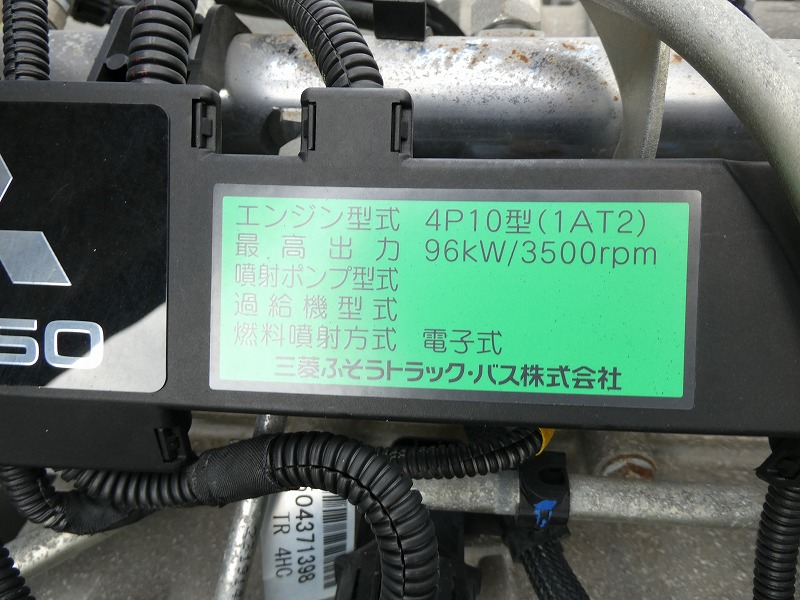 エンジン型式 4P10型(1AT2)
最高出力 96kW/3500rpm
噴射ポンプ型式
過給機型式
燃料噴射方式 電子式
三菱ふそうトラック・バス株式会社
50
504371398
TR 4HC